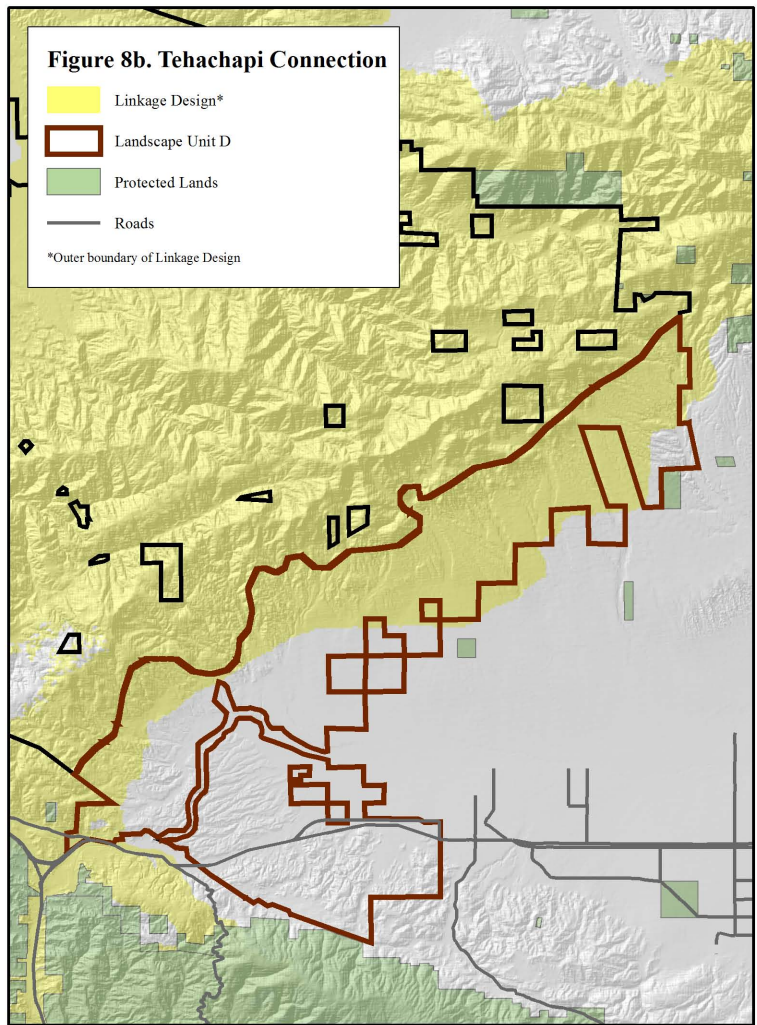 Figure 8b. Tehachapi Connection
Linkage Design*
Landscape Unit D
Protected Lands
Roads
*Outer boundary of Linkage Design